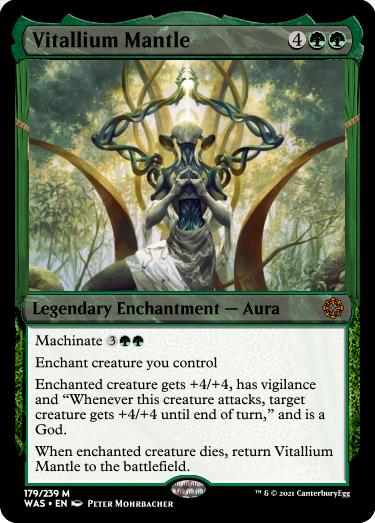 Vitallium Mantle 4
Legendary Enchantment — Aura
Machinate 3
Enchant creature you control
Enchanted creature gets +4/+4, has vigilance
and “Whenever this creature attacks, target
creature gets +4/+4 until end of turn,” and is a
God.
When enchanted creature dies, return Vitallium
Mantle to the battlefield.
179/239 M
WAS • EN Peter Mohrbacher
™ & © 2021 CanterburyEgg